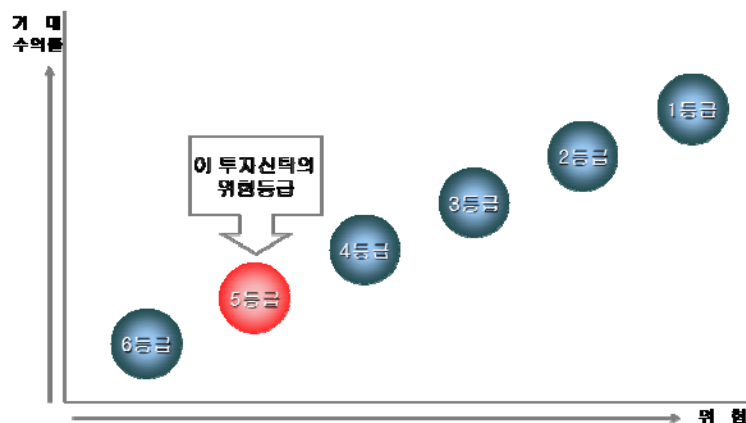 기 대
수익률
1등급
2등급
이 투자신탁의
위험등급
3등급
4등급
5등급
6등급
위 험